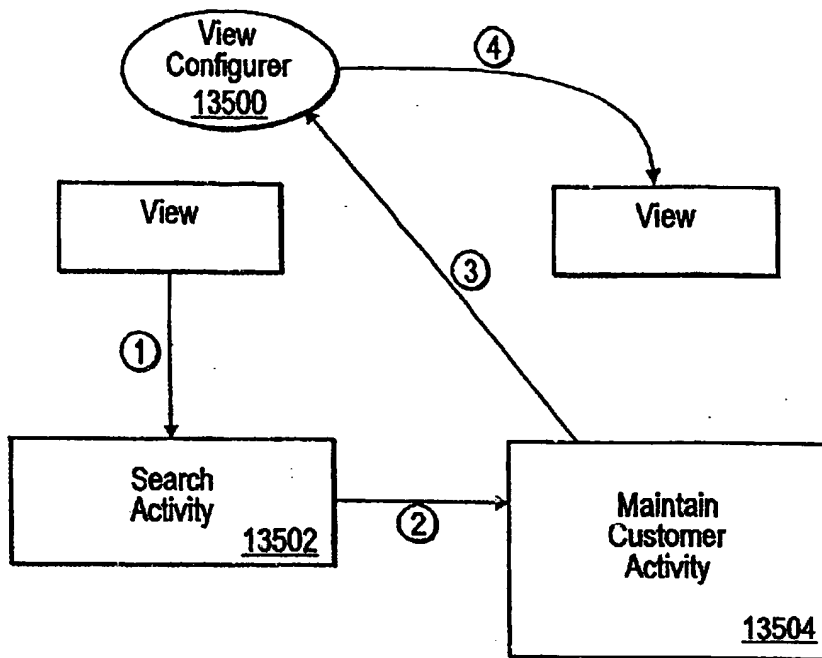 View
Configurer
13500
4
View
View
3
1
Search
Activity
13502
2
Maintain
Customer
Activity
13504